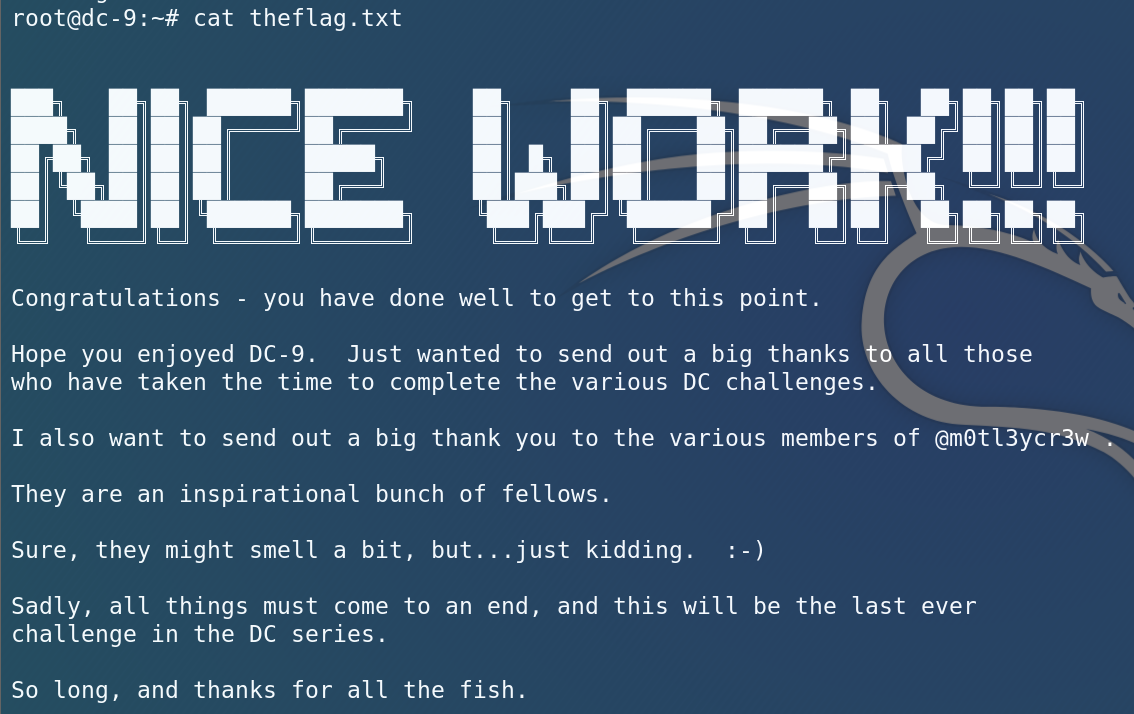 root@dc-9:~# cat theflag.txt
NICE WORK!!!
Congratulations - you have done well to get to this point.
Hope you enjoyed DC-9.  Just wanted to send out a big thanks to all those
who have taken the time to complete the various DC challenges.
I also want to send out a big thank you to the various members of @m0tl3ycr3w .
They are an inspirational bunch of fellows.
Sure, they might smell a bit, but...just kidding.  :-)
Sadly, all things must come to an end, and this will be the last ever
challenge in the DC series.
So long, and thanks for all the fish.